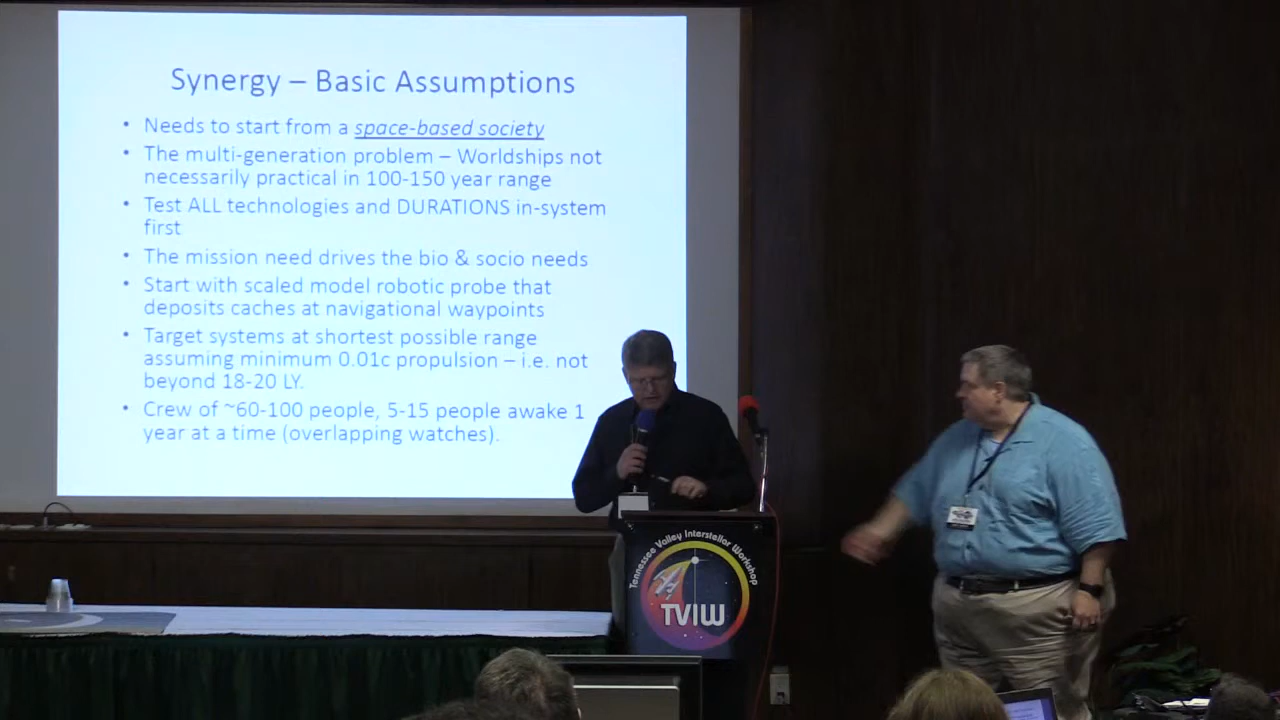 Synergy – Basic Assumptions
• Needs to start from a space-based society
• The multi-generation problem – Worldships not
necessarily practical in 100-150 year range
• Test ALL technologies and DURATIONS in-system
first
• The mission need drives the bio & socio needs
• Start with scaled model robotic probe that
deposits caches at navigational waypoints
• Target systems at shortest possible range
assuming minimum 0.01c propulsion – i.e. not
beyond 18-20 LY.
• Crew of ~60-100 people, 5-15 people awake 1
year at a time (overlapping watches).
Tennessee Valley Interstellar Workshop
TVIW